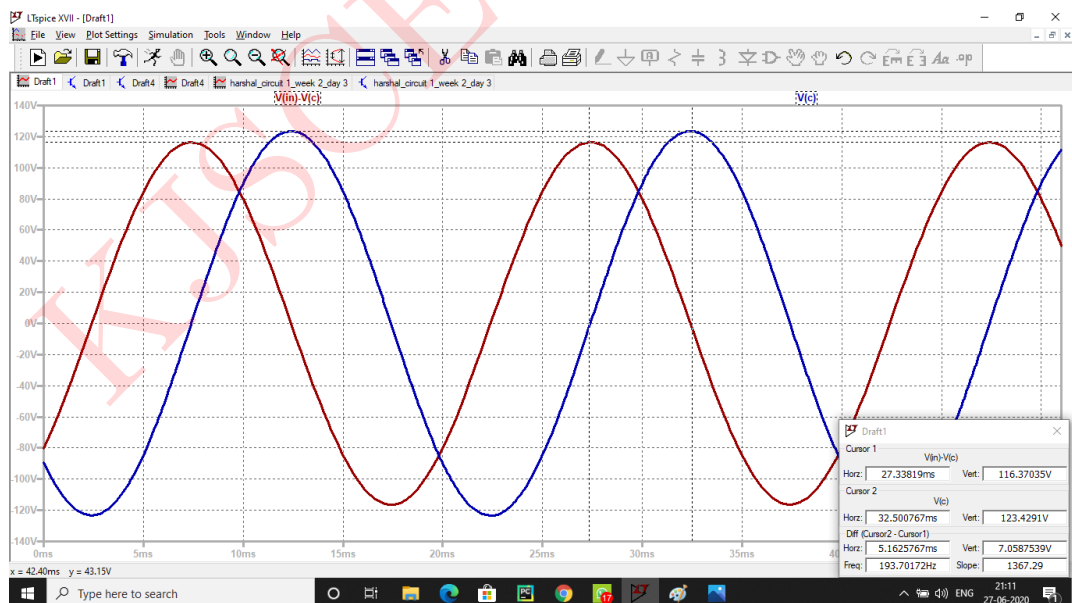 LTspice XVII - [Draft1]
File View Plot Settings Simulation Tools Window Help
Draft1 Draft1 Draft4 Draft4 harshal_circuit 1_week 2_day 3 harshal_circuit 1_week 2_day_3
V(in)-V(c) V(c)
140V
120V
100V
80V
60V
40V
20V
0V
-20V
-40V
-60V
-80V
-100V
-120V
-140V
0ms 5ms 10ms 15ms 20ms 25ms 30ms 35ms
KJSCE
Draft1
Cursor 1
V(in)-V(c)
Horz: 27.33819ms Vert: 116.37035V
Cursor 2
V(c)
Horz: 32.500767ms Vert: 123.4291V
Diff (Cursor2 - Cursor1)
Horz: 5.1625767ms Vert: 7.0587539V
Freq: 193.70172Hz Slope: 1367.29
x = 42.40ms y = 43.15V
Type here to search
17
ENG
21:11
27-06-2020